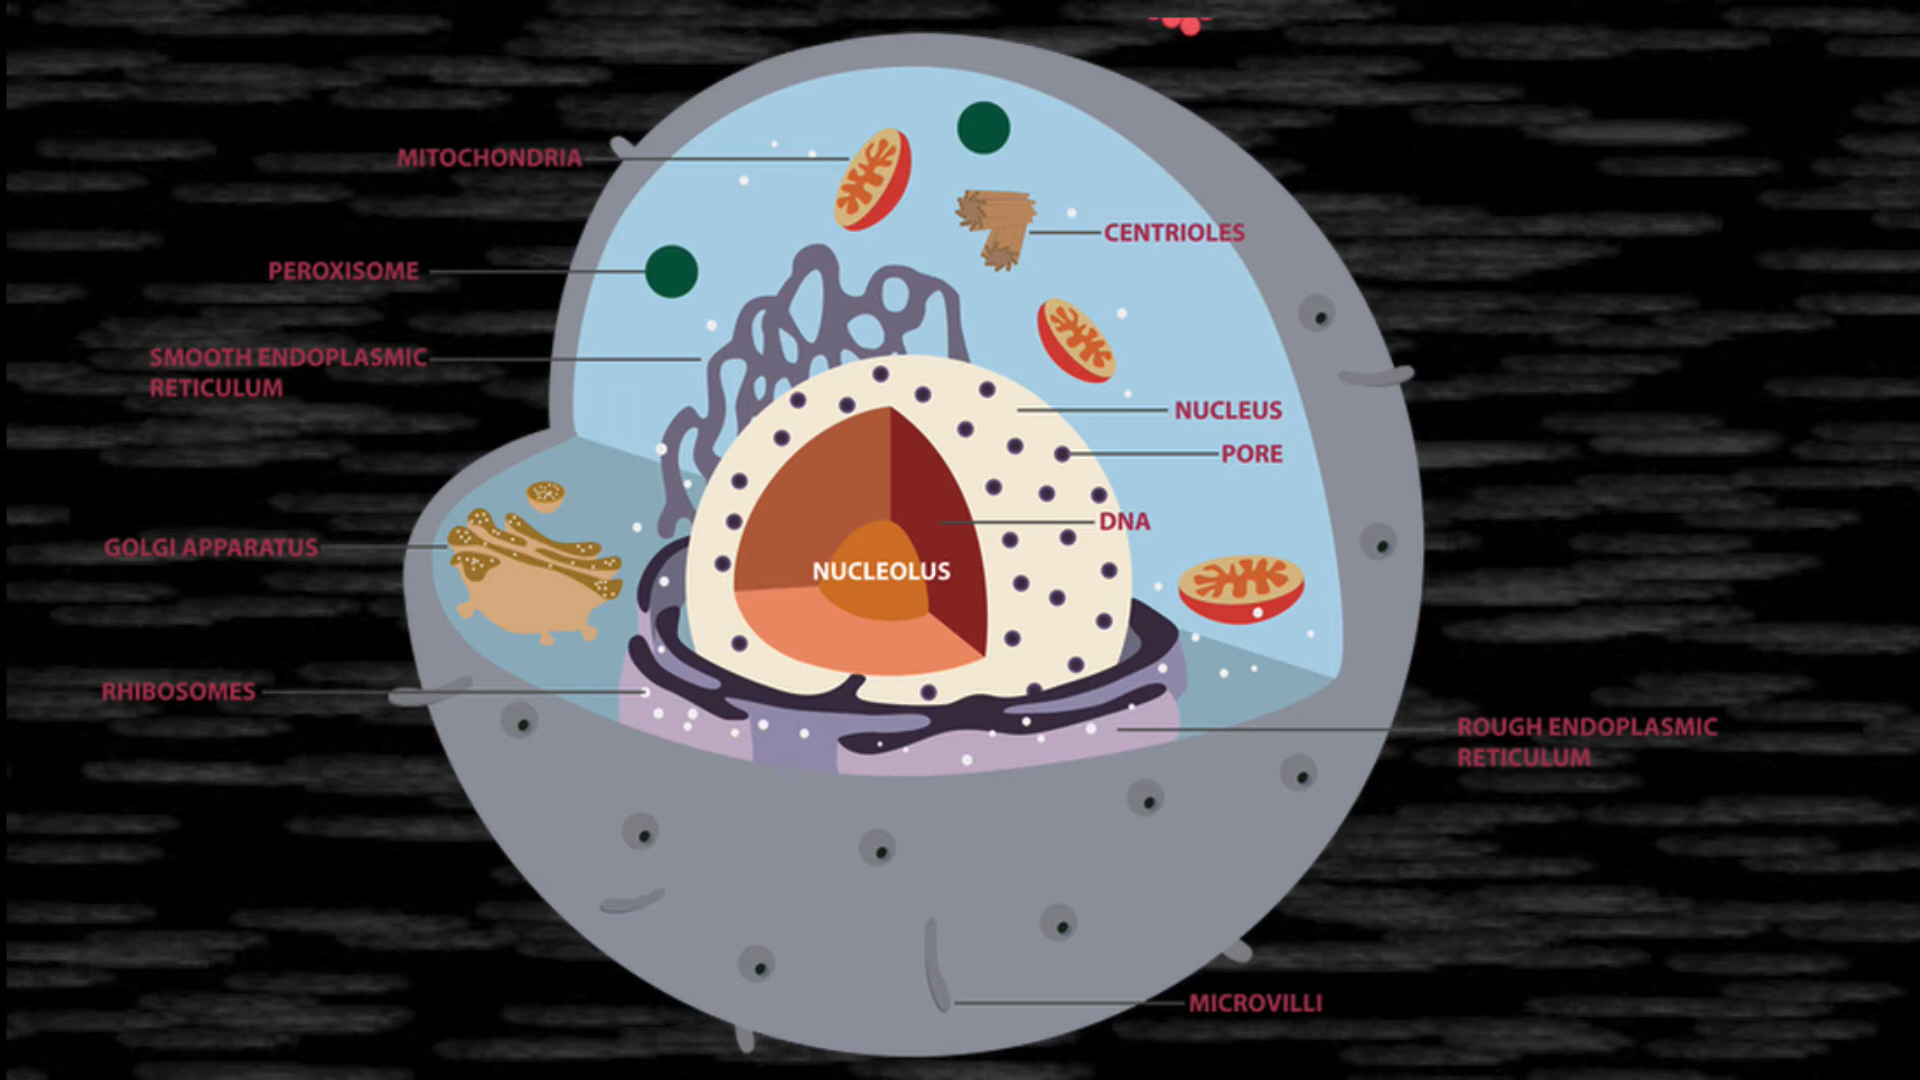 MITOCHONDRIA
CENTRIOLES
PEROXISOME
SMOOTH ENDOPLASMIC
RETICULUM
NUCLEUS
PORE
DNA
GOLGI APPARATUS
NUCLEOLUS
RHIBOSOMES
ROUGH ENDOPLASMIC
RETICULUM
MICROVILLI